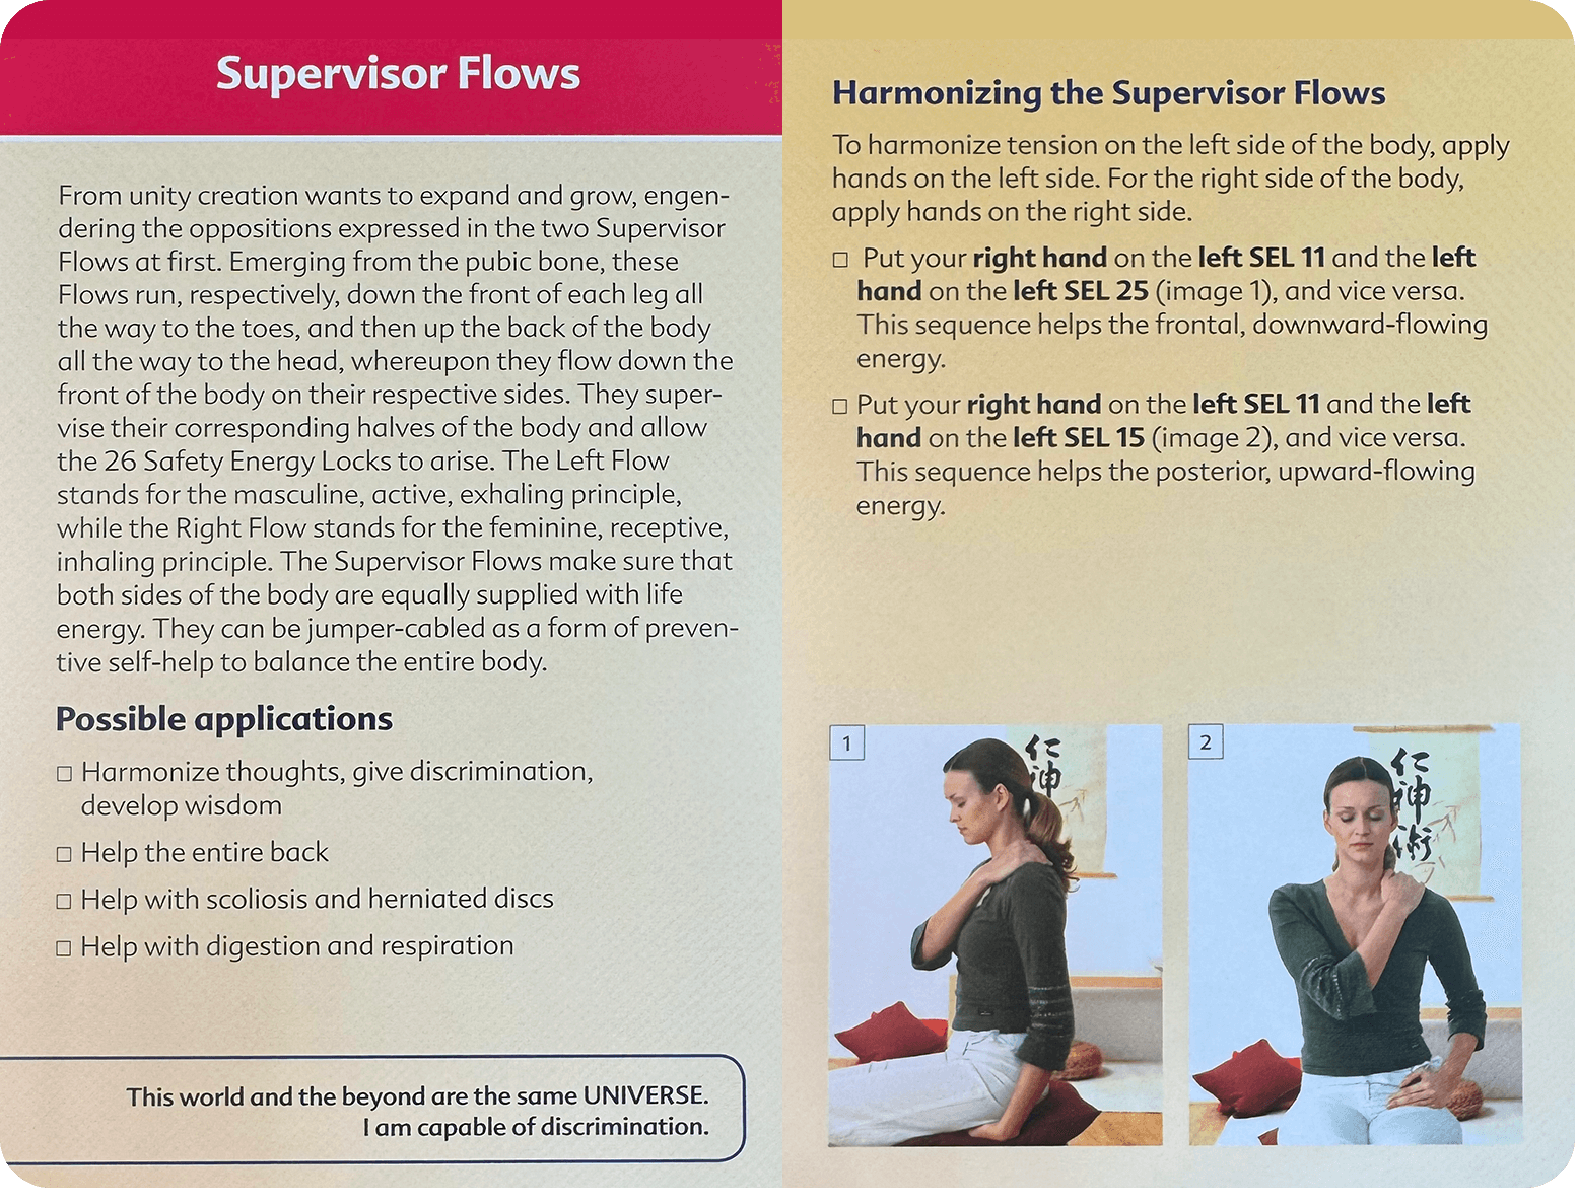 Supervisor Flows
From unity creation wants to expand and grow, engen-
dering the oppositions expressed in the two Supervisor
Flows at first. Emerging from the pubic bone, these
Flows run, respectively, down the front of each leg all
the way to the toes, and then up the back of the body
all the way to the head, whereupon they flow down the
front of the body on their respective sides. They super-
vise their corresponding halves of the body and allow
the 26 Safety Energy Locks to arise. The Left Flow
stands for the masculine, active, exhaling principle,
while the Right Flow stands for the feminine, receptive,
inhaling principle. The Supervisor Flows make sure that
both sides of the body are equally supplied with life
energy. They can be jumper-cabled as a form of preven-
tive self-help to balance the entire body.
Possible applications
□ Harmonize thoughts, give discrimination,
develop wisdom
□ Help the entire back
□ Help with scoliosis and herniated discs
□ Help with digestion and respiration
This world and the beyond are the same UNIVERSE.
I am capable of discrimination.
Harmonizing the Supervisor Flows
To harmonize tension on the left side of the body, apply
hands on the left side. For the right side of the body,
apply hands on the right side.
□ Put your right hand on the left SEL 11 and the left
hand on the left SEL 25 (image 1), and vice versa.
This sequence helps the frontal, downward-flowing
energy.
□ Put your right hand on the left SEL 11 and the left
hand on the left SEL 15 (image 2), and vice versa.
This sequence helps the posterior, upward-flowing
energy.
1
仁
神
2
仁
神
術